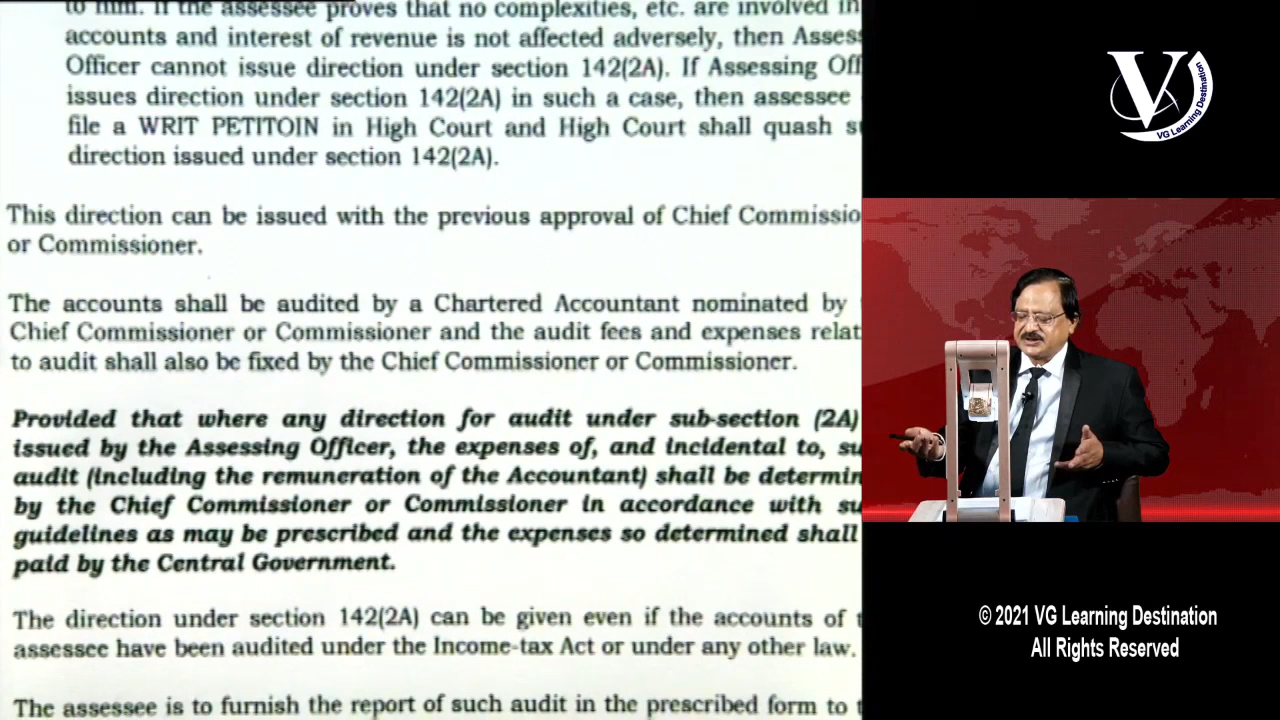 to him. If the assessee proves that no complexities, etc. are involved in
accounts and interest of revenue is not affected adversely, then Assess
Officer cannot issue direction under section 142(2A). If Assessing Off
issues direction under section 142(2A) in such a case, then assessee
file a WRIT PETITOIN in High Court and High Court shall quash su
direction issued under section 142(2A).
This direction can be issued with the previous approval of Chief Commissio
or Commissioner.
The accounts shall be audited by a Chartered Accountant nominated by
Chief Commissioner or Commissioner and the audit fees and expenses relat
to audit shall also be fixed by the Chief Commissioner or Commissioner.
Provided that where any direction for audit under sub-section (2A)
issued by the Assessing Officer, the expenses of, and incidental to, su
audit (including the remuneration of the Accountant) shall be determin
by the Chief Commissioner or Commissioner in accordance with su
guidelines as may be prescribed and the expenses so determined shall
paid by the Central Government.
The direction under section 142(2A) can be given even if the accounts of t
assessee have been audited under the Income-tax Act or under any other law.
The assessee is to furnish the report of such audit in the prescribed form to t
V
VG Learning Destination
© 2021 VG Learning Destination
All Rights Reserved